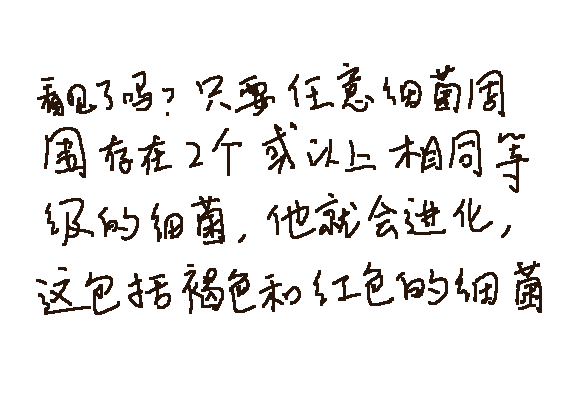 看见了吗？只要任意细菌周
围存在2个或以上相同等
级的细菌，他就会进化，
这包括褐色和红色的细菌